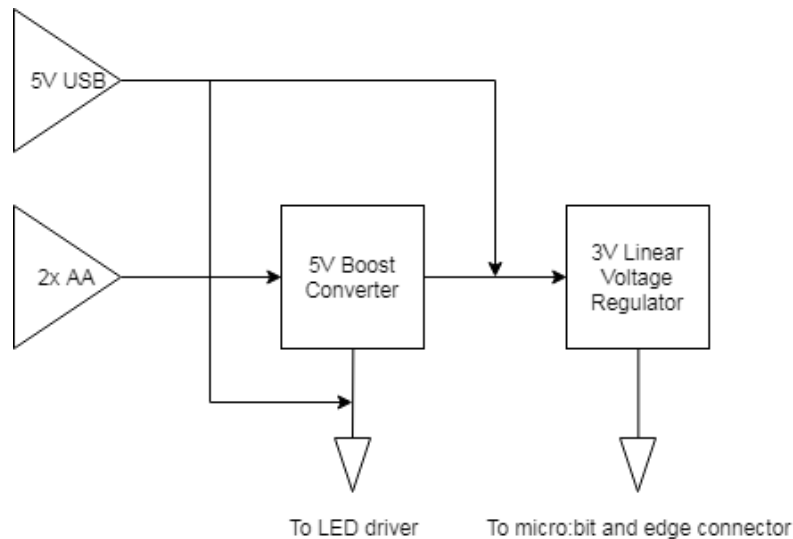 5V USB
2x AA
5V Boost
Converter
3V Linear
Voltage
Regulator
To LED driver
To micro:bit and edge connector